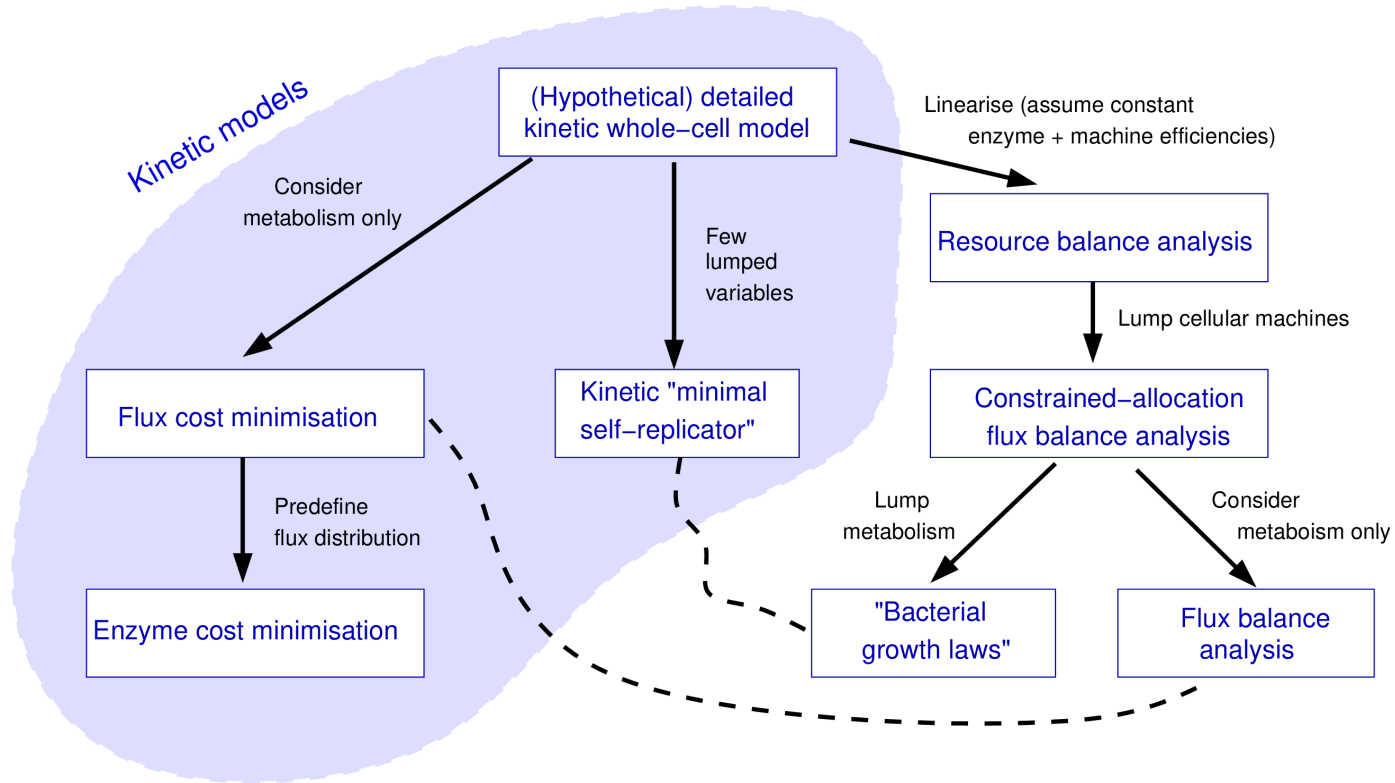 Kinetic models
(Hypothetical) detailed
kinetic whole−cell model
Linearise (assume constant
enzyme + machine efficiencies)
Consider
metabolism only
Few
lumped
variables
Resource balance analysis
Lump cellular machines
Flux cost minimisation
Kinetic "minimal
self−replicator"
Constrained−allocation
flux balance analysis
Predefine
flux distribution
Lump
metabolism
Consider
metaboism only
Enzyme cost minimisation
"Bacterial
growth laws"
Flux balance
analysis